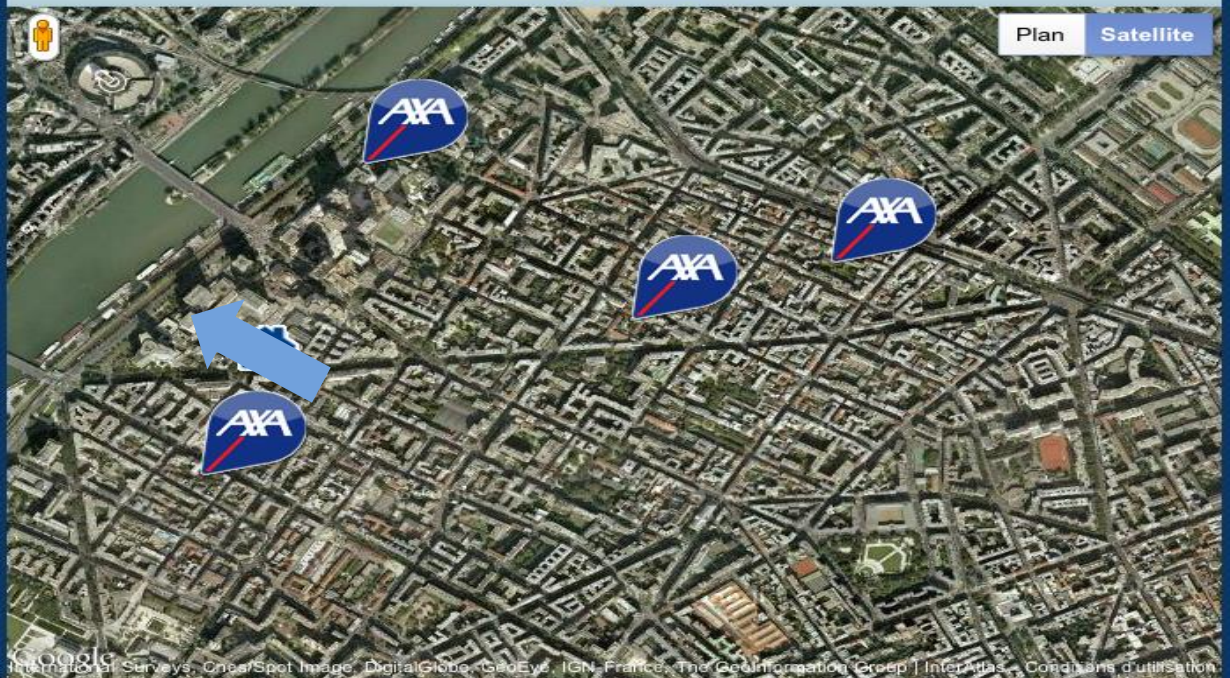 Plan Satellite
AXA
AXA
AXA
AXA
Google
International Surveys, Cnes/Spot Image, DigitalGlobe, GeoEye, IGN-France, The GeoInformation Group | InterAtlas - Conditions d'utilisation